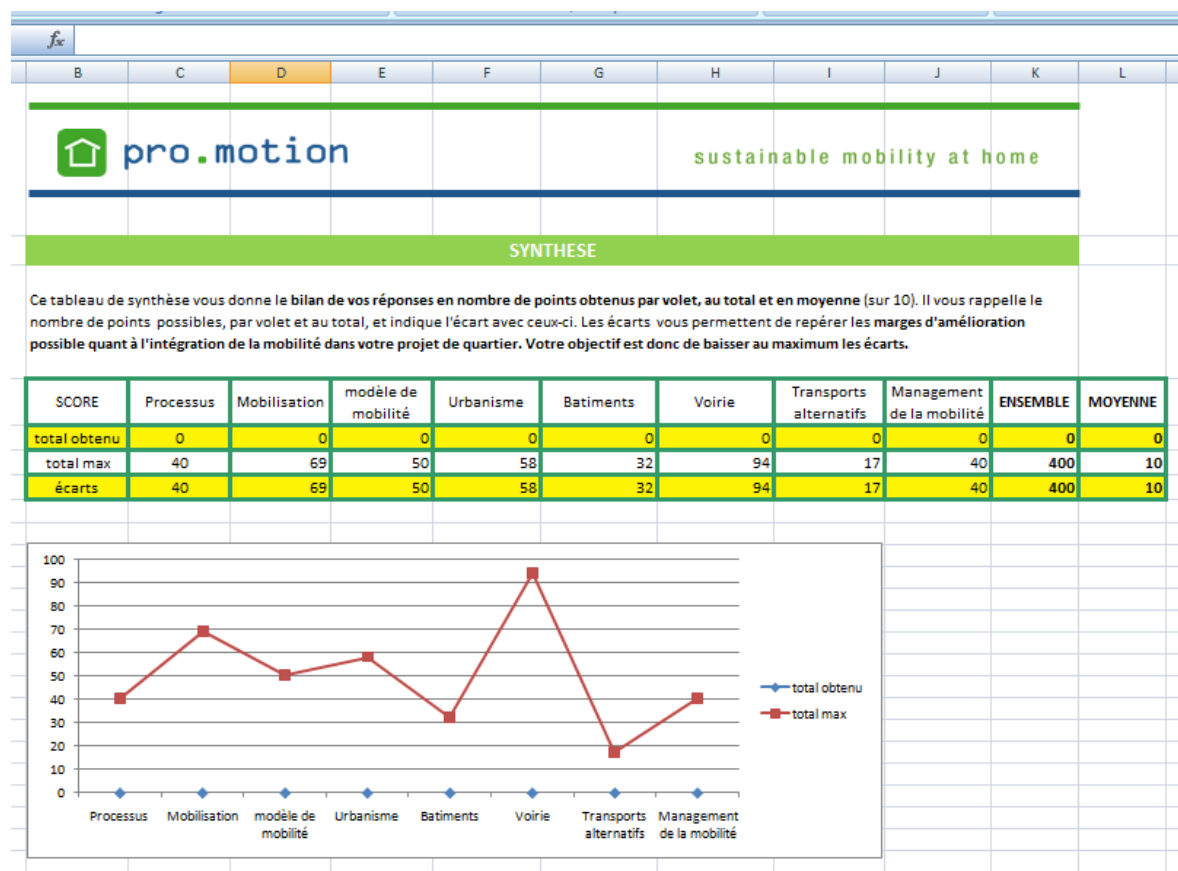 fx
B C D E F G H I J K L
pro.motion
sustainable mobility at home
SYNTHESE
Ce tableau de synthèse vous donne le bilan de vos réponses en nombre de points obtenus par volet, au total et en moyenne (sur 10). Il vous rappelle le
nombre de points possibles, par volet et au total, et indique l'écart avec ceux-ci. Les écarts vous permettent de repérer les marges d'amélioration
possible quant à l'intégration de la mobilité dans votre projet de quartier. Votre objectif est donc de baisser au maximum les écarts.
SCORE Processus Mobilisation modèle de mobilité Urbanisme Batiments Voirie Transports alternatifs Management de la mobilité ENSEMBLE MOYENNE
total obtenu 0 0 0 0 0 0 0 0 0 0
total max 40 69 50 58 32 94 17 40 400 10
écarts 40 69 50 58 32 94 17 40 400 10
100
90
80
70
60
50
40
30
20
10
0
Processus Mobilisation modèle de mobilité Urbanisme Batiments Voirie Transports alternatifs Management de la mobilité
total obtenu
total max